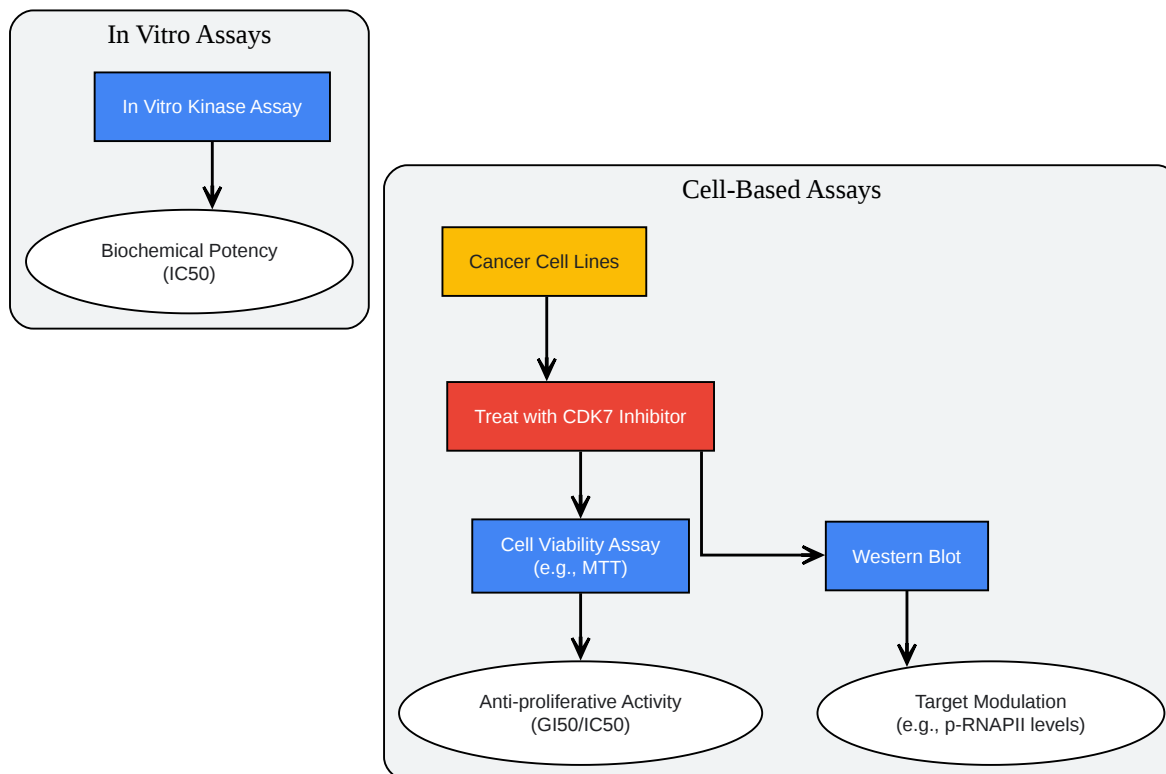 In Vitro Assays
In Vitro Kinase Assay
Biochemical Potency
(IC50)
Cell-Based Assays
Cancer Cell Lines
Treat with CDK7 Inhibitor
Cell Viability Assay
(e.g., MTT)
Western Blot
Anti-proliferative Activity
(GI50/IC50)
Target Modulation
(e.g., p-RNAPII levels)